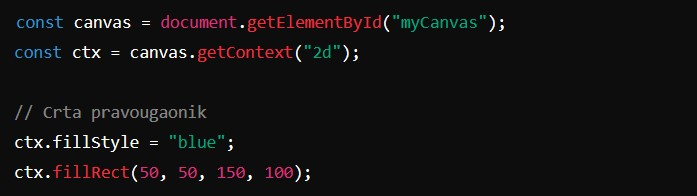 const canvas = document.getElementById("myCanvas");
const ctx = canvas.getContext("2d");
// Crta pravougaonik
ctx.fillStyle = "blue";
ctx.fillRect(50, 50, 150, 100);